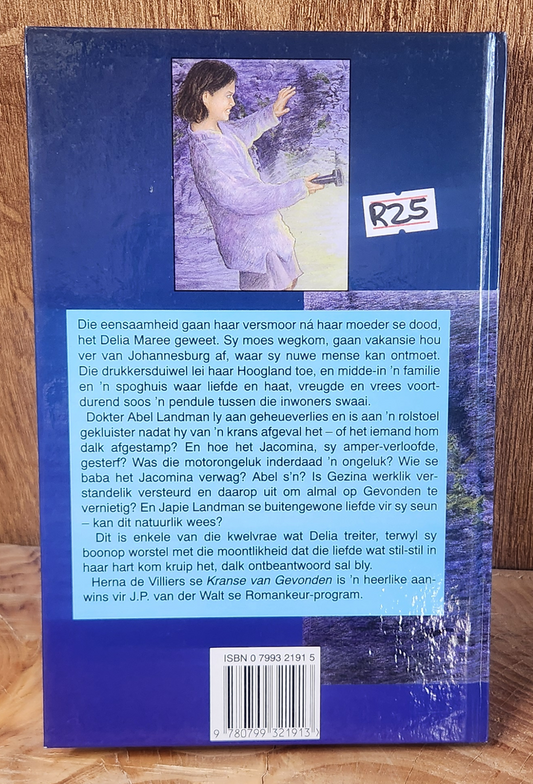 R25
Die eensaamheid gaan haar versmoor ná haar moeder se dood,
het Delia Maree geweet. Sy moes wegkom, gaan vakansie hou
ver van Johannesburg af, waar sy nuwe mense kan ontmoet.
Die drukkersduiwel lei haar Hoogland toe, en midde-in 'n familie
en 'n spoghuis waar liefde en haat, vreugde en vrees voort-
durend soos 'n pendule tussen die inwoners swaai.
Dokter Abel Landman ly aan geheueverlies en is aan 'n rolstoel
gekluister nadat hy van 'n krans afgeval het – of het iemand hom
dalk afgestamp? En hoe het Jacomina, sy amper-verloofde,
gesterf? Was die motorongeluk inderdaad 'n ongeluk? Wie se
baba het Jacomina verwag? Abel s'n? Is Gezina werklik ver-
standelik versteurd en daarop uit om almal op Gevonden te
vernietig? En Japie Landman se buitengewone liefde vir sy seun
– kan dit natuurlik wees?
Dit is enkele van die kwelvrae wat Delia treiter, terwyl sy
boonop worstel met die moontlikheid dat die liefde wat stil-stil in
haar hart kom kruip het, dalk ontbeantwoord sal bly.
Herna de Villiers se Kranse van Gevonden is 'n heerlike aan-
wins vir J.P. van der Walt se Romankeur-program.
ISBN 0 7993 2191 5
9 780799 321913 >